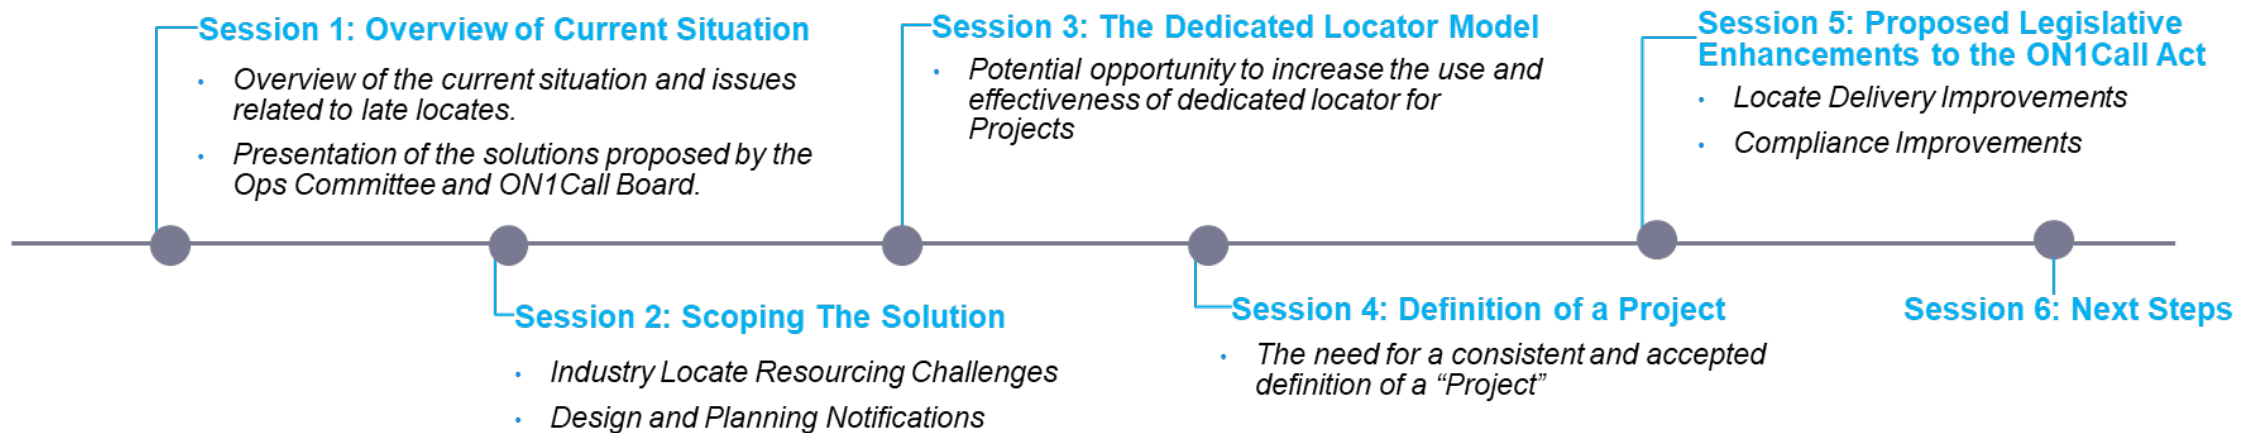 Session 1: Overview of Current Situation
• Overview of the current situation and issues
related to late locates.
• Presentation of the solutions proposed by the
Ops Committee and ON1Call Board.
Session 2: Scoping The Solution
• Industry Locate Resourcing Challenges
• Design and Planning Notifications
Session 3: The Dedicated Locator Model
• Potential opportunity to increase the use and
effectiveness of dedicated locator for
Projects
Session 4: Definition of a Project
• The need for a consistent and accepted
definition of a “Project”
Session 5: Proposed Legislative
Enhancements to the ON1Call Act
• Locate Delivery Improvements
• Compliance Improvements
Session 6: Next Steps